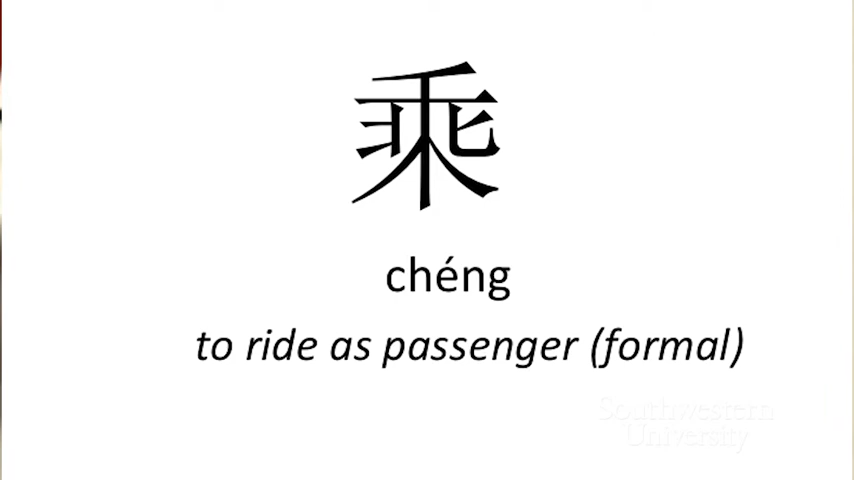 乘
chéng
to ride as passenger (formal)
Southwestern
University